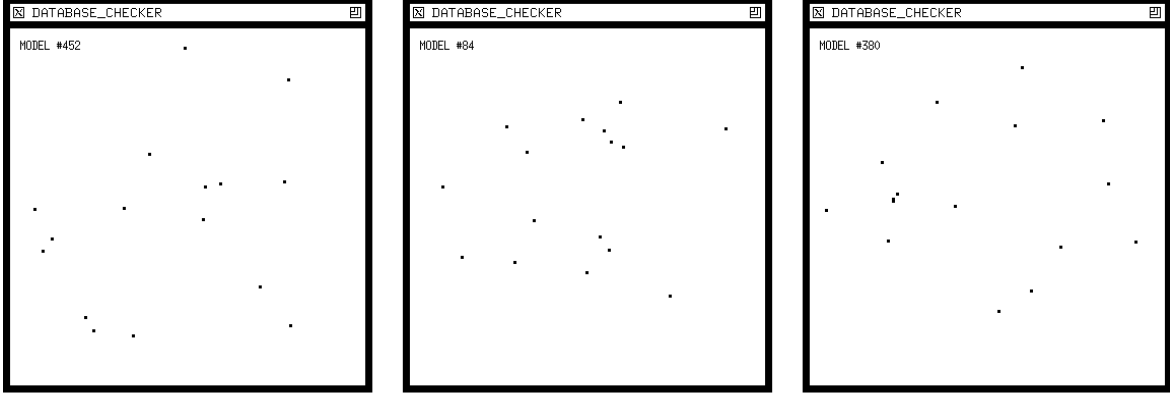 DATABASE_CHECKER
MODEL #452
DATABASE_CHECKER
MODEL #84
DATABASE_CHECKER
MODEL #380